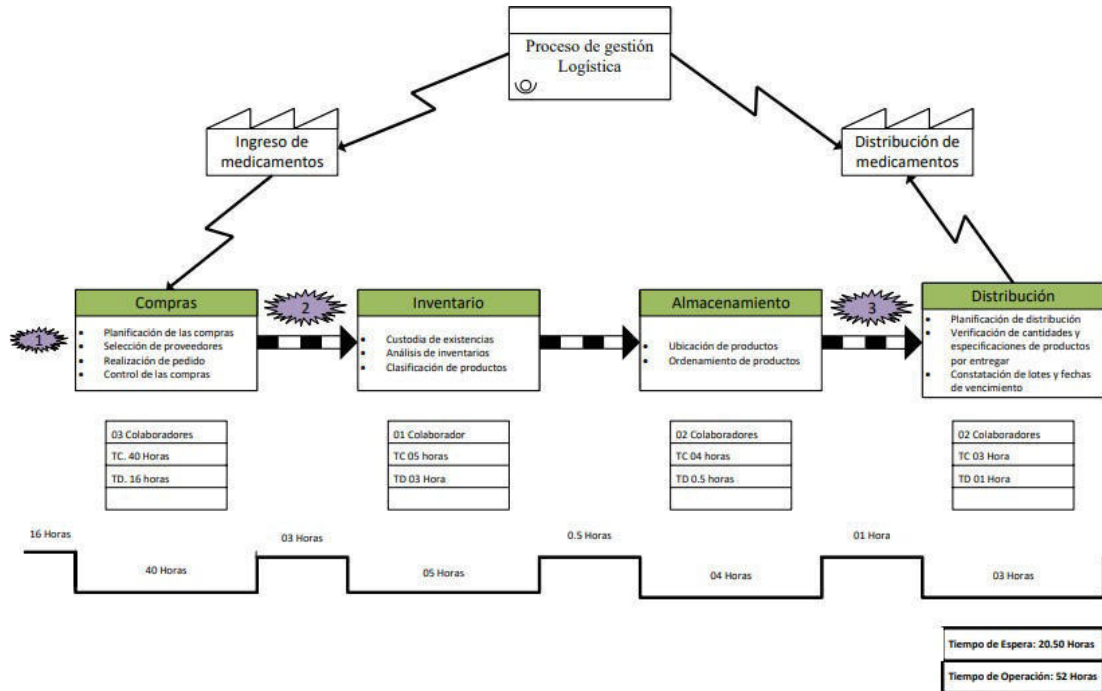 Proceso de gestión
Logística
Ingreso de
medicamentos
Distribución de
medicamentos
1
Compras
• Planificación de las compras
• Selección de proveedores
• Realización de pedido
• Control de las compras
2
Inventario
• Custodia de existencias
• Análisis de inventarios
• Clasificación de productos
Almacenamiento
• Ubicación de productos
• Ordenamiento de productos
3
Distribución
• Planificación de distribución
• Verificación de cantidades y
especificaciones de productos
por entregar
• Constatación de lotes y fechas
de vencimiento
03 Colaboradores
TC. 40 Horas
TD. 16 horas
01 Colaborador
TC 05 horas
TD 03 Hora
02 Colaboradores
TC 04 horas
TD 0.5 horas
02 Colaboradores
TC 03 Hora
TD 01 Hora
16 Horas
40 Horas
03 Horas
05 Horas
0.5 Horas
04 Horas
01 Hora
03 Horas
Tiempo de Espera: 20.50 Horas
Tiempo de Operación: 52 Horas